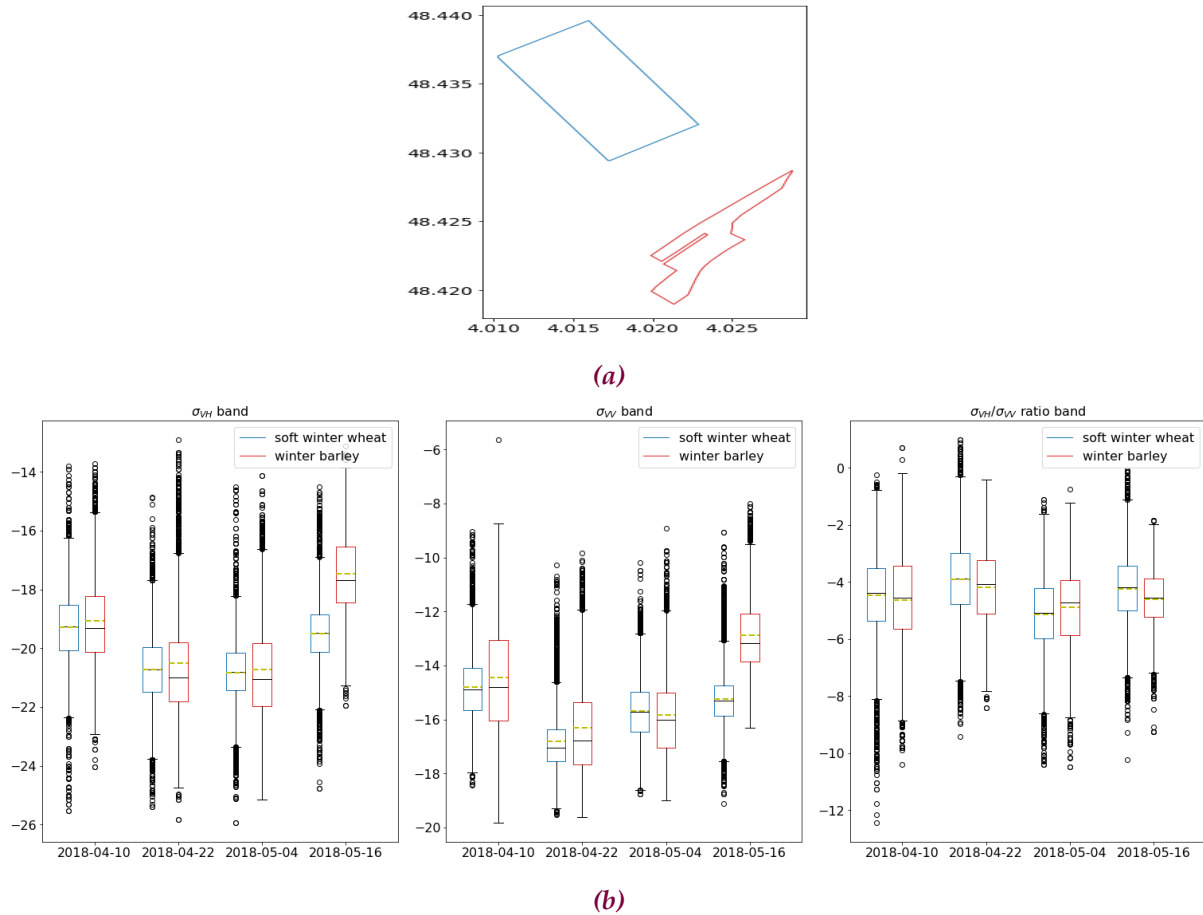 48.440
48.435
48.430
48.425
48.420
4.010 4.015 4.020 4.025
(a)
σVH band
soft winter wheat
winter barley
−14
−16
−18
−20
−22
−24
−26
2018-04-10 2018-04-22 2018-05-04 2018-05-16
σVV band
soft winter wheat
winter barley
−6
−8
−10
−12
−14
−16
−18
−20
2018-04-10 2018-04-22 2018-05-04 2018-05-16
σVH/σVV ratio band
soft winter wheat
winter barley
0
−2
−4
−6
−8
−10
−12
2018-04-10 2018-04-22 2018-05-04 2018-05-16
(b)